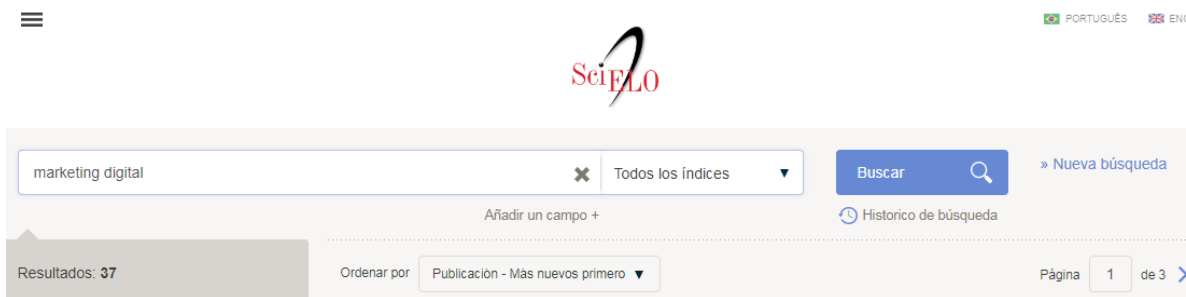 PORTUGUÊS ENG
SciELO
marketing digital Todos los índices Buscar » Nueva búsqueda
Añadir un campo + Historico de búsqueda
Resultados: 37 Ordenar por Publicación - Más nuevos primero Página 1 de 3